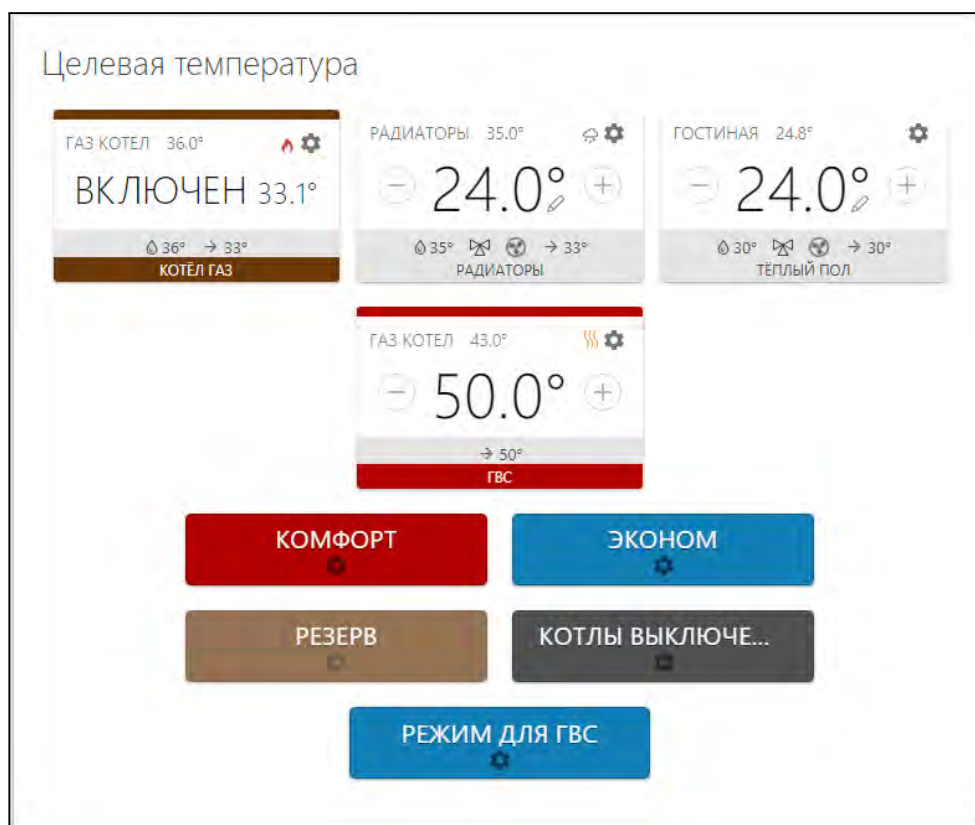 Целевая температура
ГАЗ КОТЕЛ 36.0°
ВКЛЮЧЕН 33.1°
36° → 33°
КОТЁЛ ГАЗ
РАДИАТОРЫ 35.0°
24.0°
35° → 33°
РАДИАТОРЫ
ГОСТИНАЯ 24.8°
24.0°
30° → 30°
ТЁПЛЫЙ ПОЛ
ГАЗ КОТЕЛ 43.0°
50.0°
→ 50°
ГВС
КОМФОРТ
ЭКОНОМ
РЕЗЕРВ
КОТЛЫ ВЫКЛЮЧЕ...
РЕЖИМ ДЛЯ ГВС